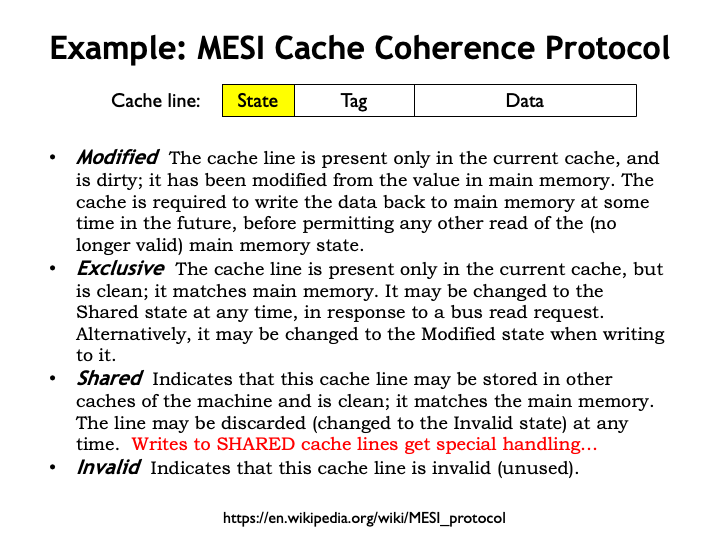 Example: MESI Cache Coherence Protocol
Cache line: State Tag Data
• Modified The cache line is present only in the current cache, and
is dirty; it has been modified from the value in main memory. The
cache is required to write the data back to main memory at some
time in the future, before permitting any other read of the (no
longer valid) main memory state.
• Exclusive The cache line is present only in the current cache, but
is clean; it matches main memory. It may be changed to the
Shared state at any time, in response to a bus read request.
Alternatively, it may be changed to the Modified state when writing
to it.
• Shared Indicates that this cache line may be stored in other
caches of the machine and is clean; it matches the main memory.
The line may be discarded (changed to the Invalid state) at any
time. Writes to SHARED cache lines get special handling…
• Invalid Indicates that this cache line is invalid (unused).
https://en.wikipedia.org/wiki/MESI_protocol